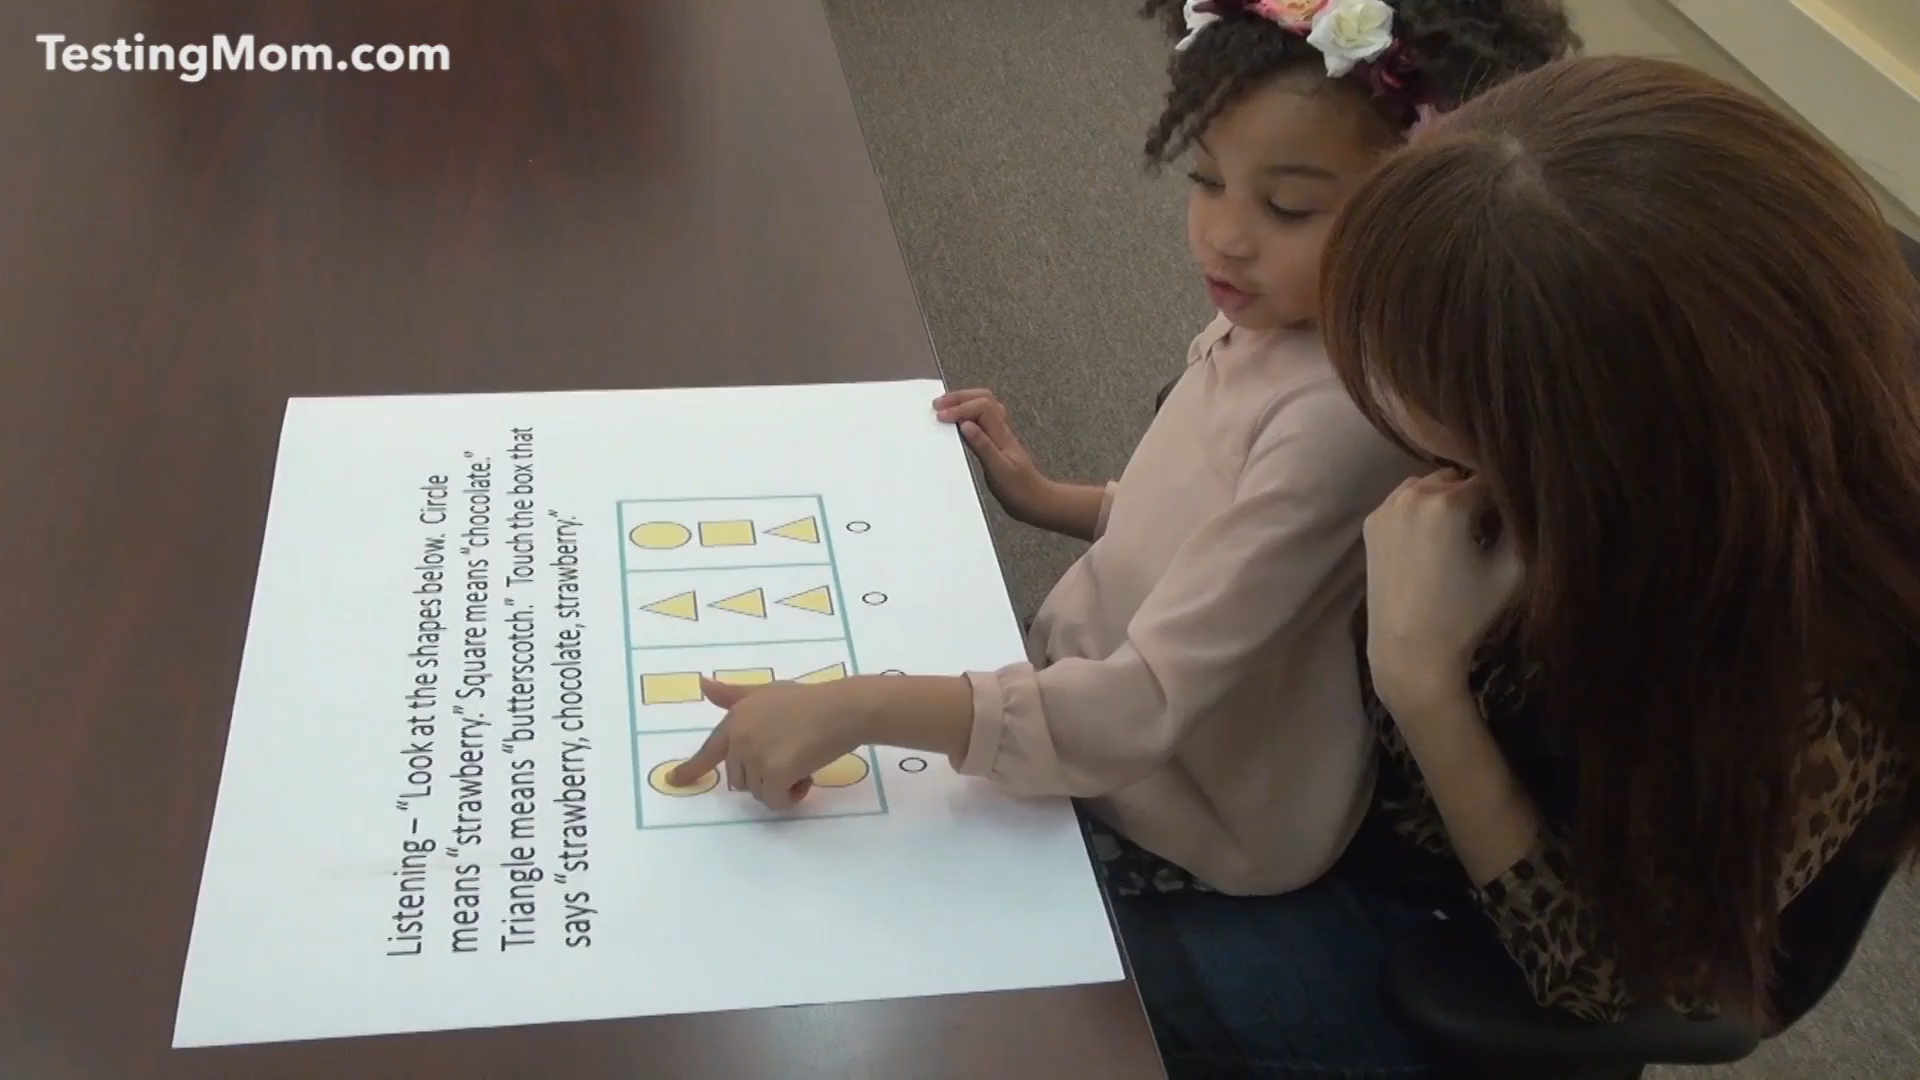 TestingMom.com
Listening – “Look at the shapes below. Circle
means “strawberry.” Square means “chocolate.”
Triangle means “butterscotch.” Touch the box that
says “strawberry, chocolate, strawberry.”